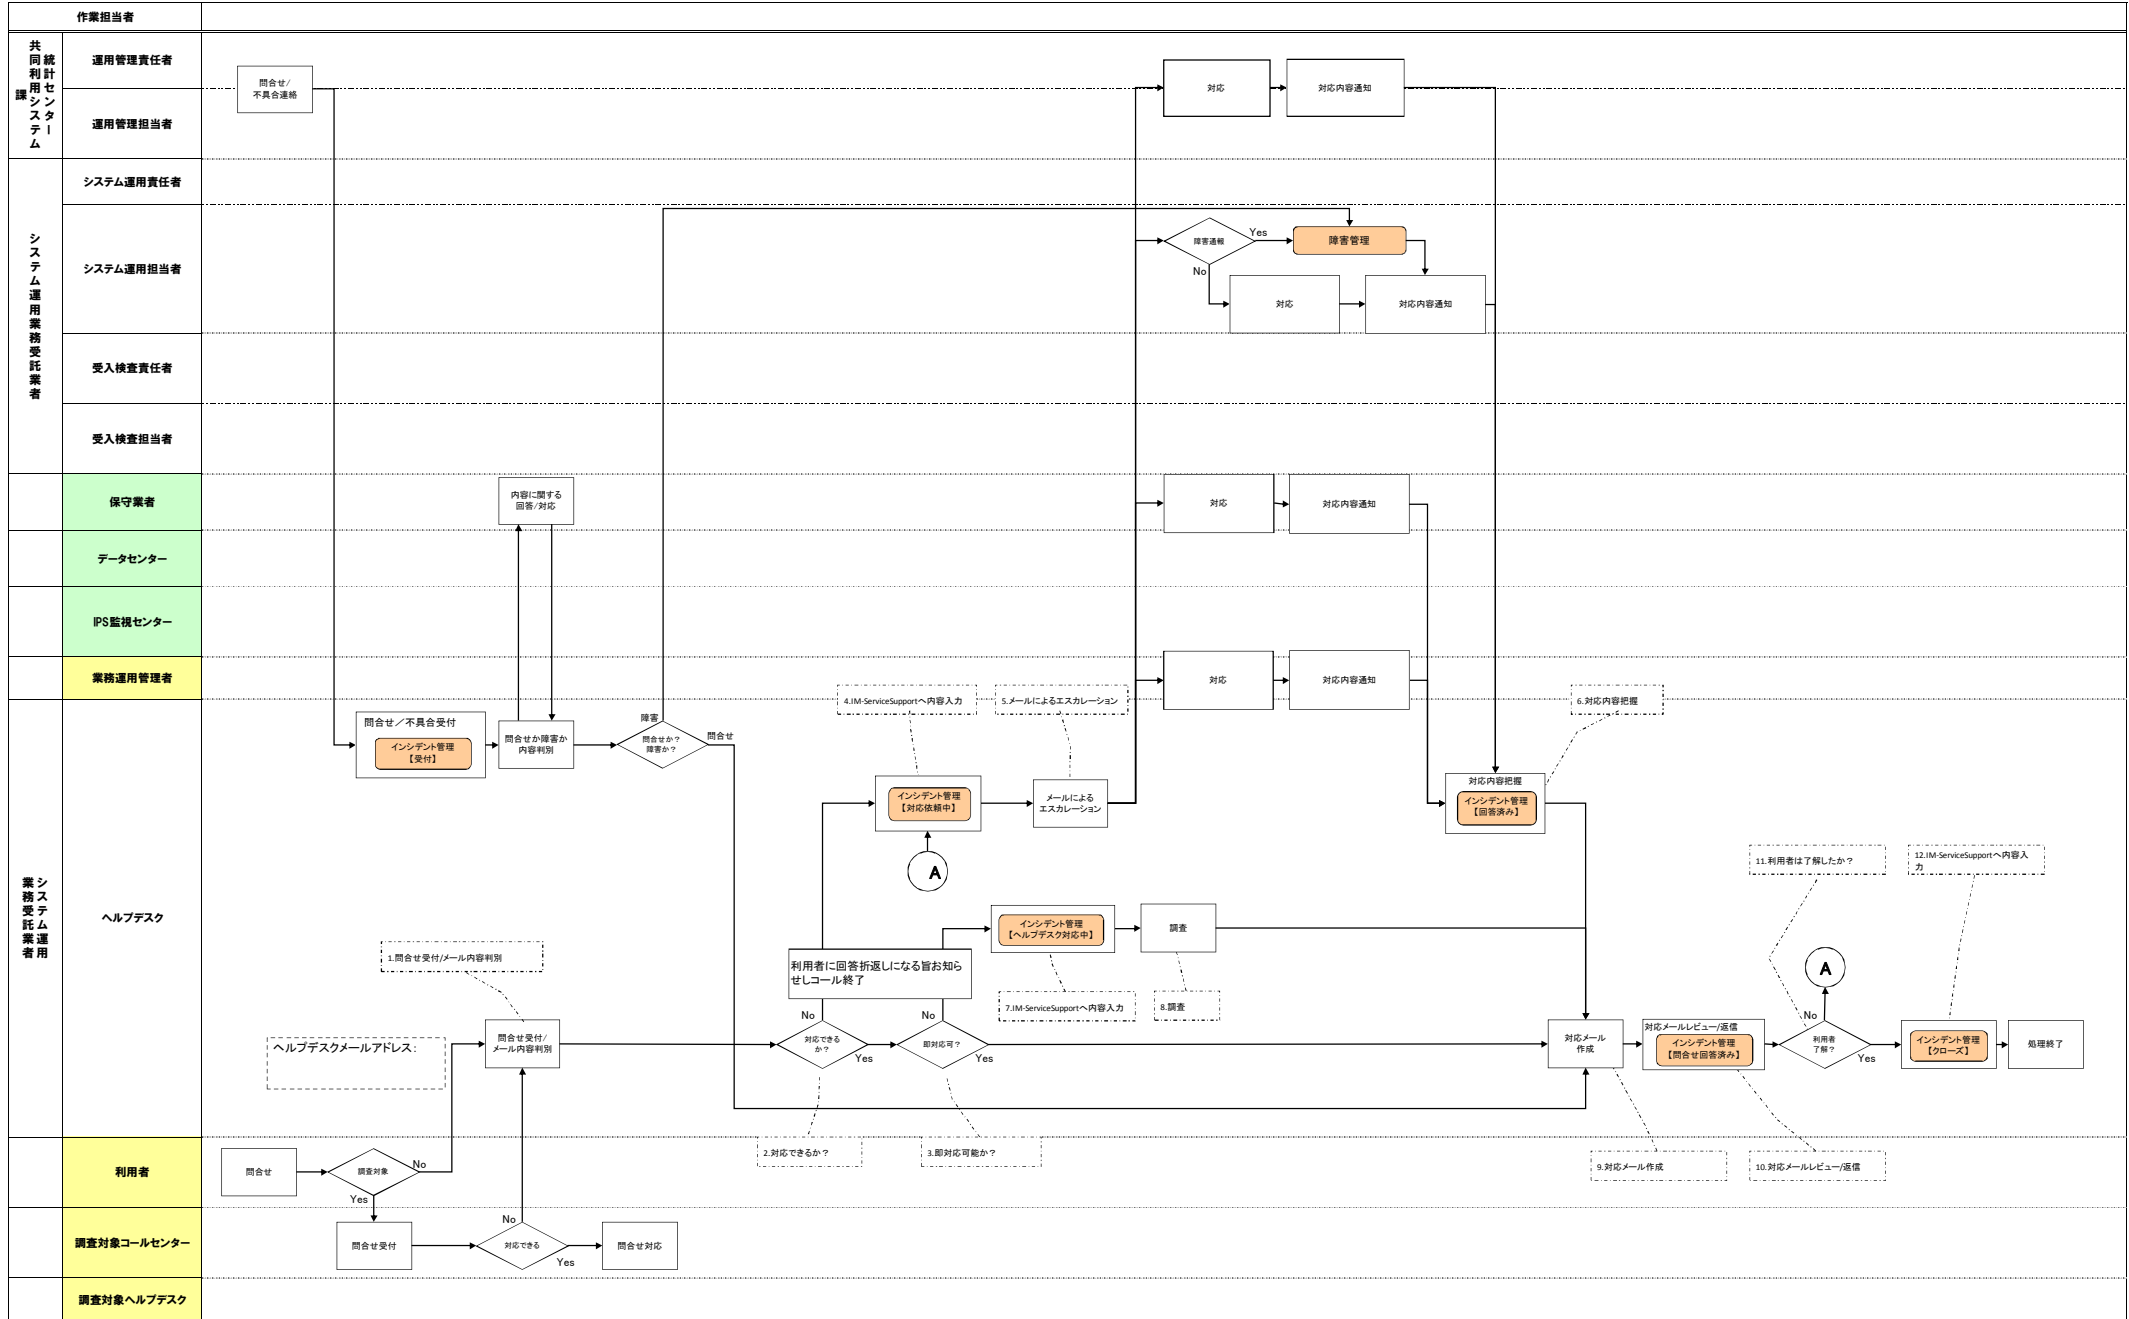 作業担当者
統計センター
共同利用システム
課
運用管理責任者
問合せ/
不具合連絡
対応
対応内容通知
運用管理担当者
システム運用業務受託業者
システム運用責任者
システム運用担当者
障害通報
Yes
No
障害管理
対応
対応内容通知
受入検査責任者
受入検査担当者
保守業者
内容に関する
回答/対応
対応
対応内容通知
データセンター
IPS監視センター
業務運用管理者
対応
対応内容通知
4.IM-ServiceSupportへ内容入力
5.メールによるエスカレーション
6.対応内容把握
システム運用
業務受託業者
ヘルプデスク
問合せ／不具合受付
インシデント管理
【受付】
問合せか障害か
内容判別
障害
問合せか？
障害か？
問合せ
インシデント管理
【対応依頼中】
メールによる
エスカレーション
対応内容把握
インシデント管理
【回答済み】
A
11.利用者は了解したか？
12.IM-ServiceSupportへ内容入
力
インシデント管理
【ヘルプデスク対応中】
調査
1.問合せ受付/メール内容判別
利用者に回答折返しになる旨お知ら
せしコール終了
A
7.IM-ServiceSupportへ内容入力
8.調査
ヘルプデスクメールアドレス：
問合せ受付/
メール内容判別
No
対応できる
か？
Yes
No
即対応可？
Yes
対応メール
作成
対応メールレビュー/返信
インシデント管理
【問合せ回答済み】
No
利用者
了解？
Yes
インシデント管理
【クローズ】
処理終了
2.対応できるか？
3.即対応可能か？
9.対応メール作成
10.対応メールレビュー/返信
利用者
問合せ
調査対象
No
Yes
調査対象コールセンター
問合せ受付
No
対応できる
Yes
問合せ対応
調査対象ヘルプデスク